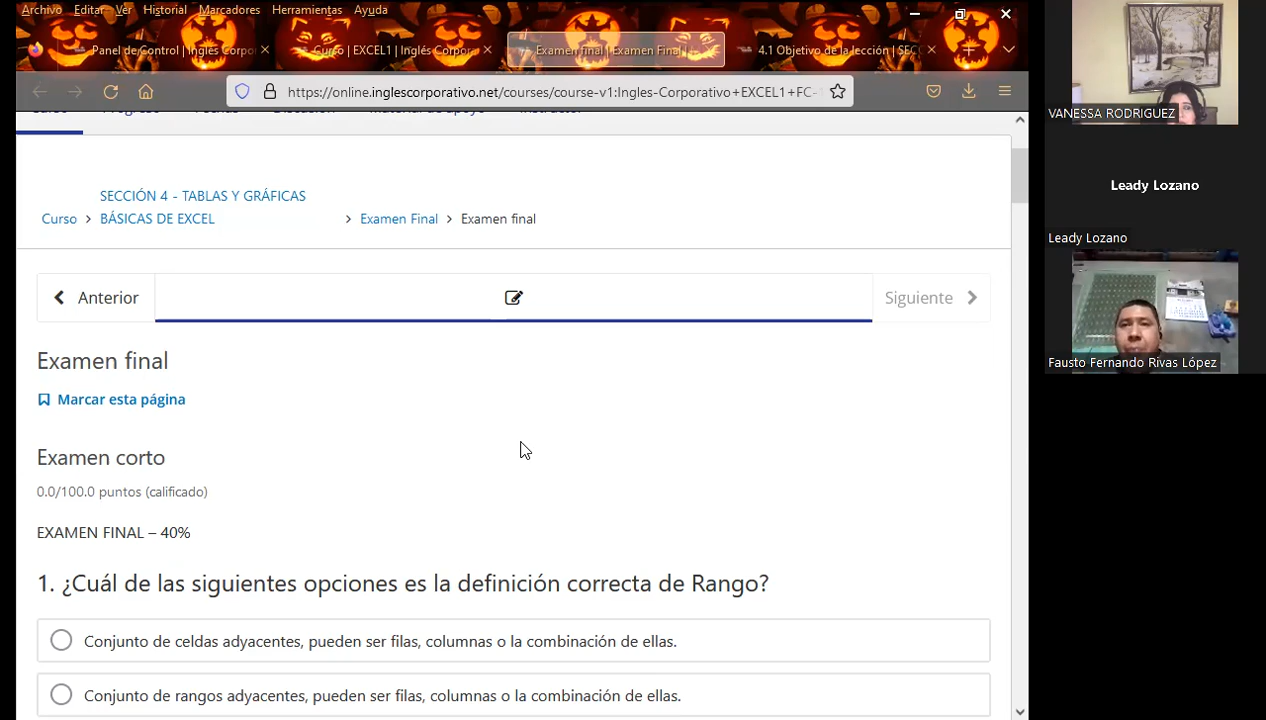 Archivo Editar Ver Historial Marcadores Herramientas Ayuda
Panel de Control | Inglés Corpo
Curso | EXCEL1 | Inglés Corpor
Examen final | Examen Final |
4.1 Objetivo de la lección | SEC
https://online.inglescorporativo.net/courses/course-v1:Ingles-Corporativo+EXCEL1+FC-
SECCIÓN 4 - TABLAS Y GRÁFICAS
Curso > BÁSICAS DE EXCEL > Examen Final > Examen final
Anterior
Siguiente
Examen final
Marcar esta página
Examen corto
0.0/100.0 puntos (calificado)
EXAMEN FINAL – 40%
1. ¿Cuál de las siguientes opciones es la definición correcta de Rango?
Conjunto de celdas adyacentes, pueden ser filas, columnas o la combinación de ellas.
Conjunto de rangos adyacentes, pueden ser filas, columnas o la combinación de ellas.
VANESSA RODRIGUEZ
Leady Lozano
Leady Lozano
Fausto Fernando Rivas López